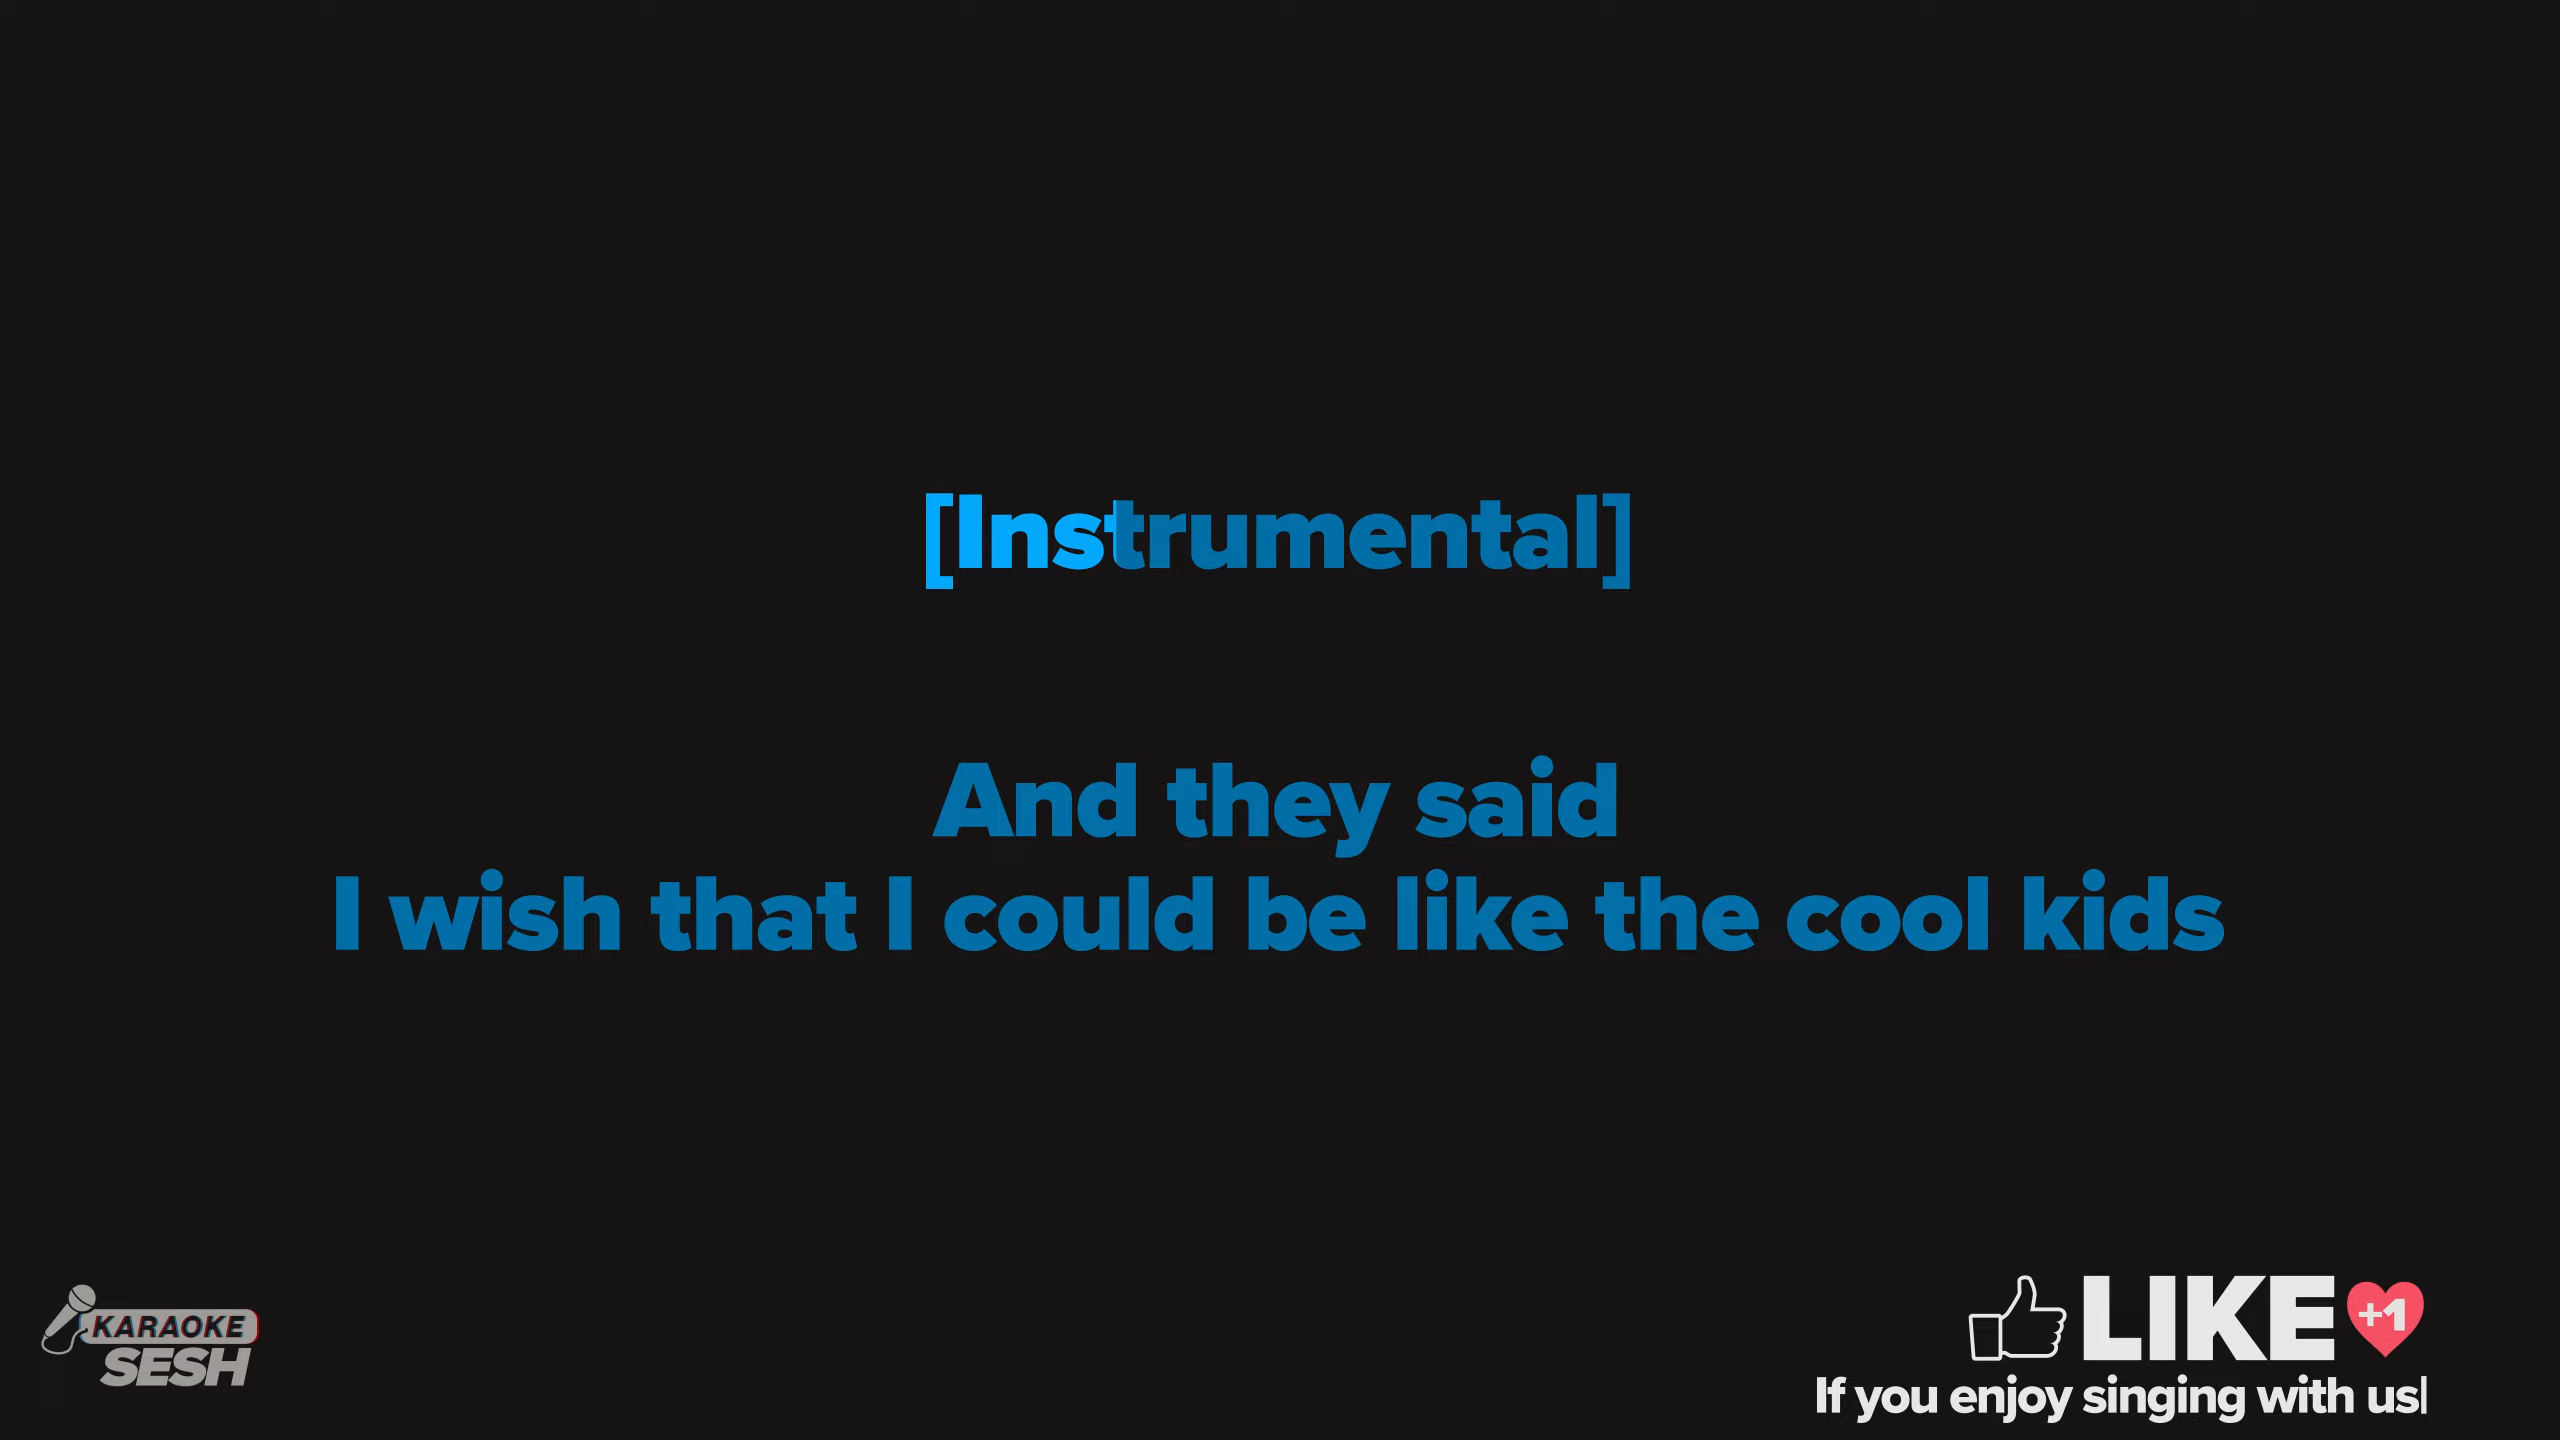 [Instrumental]
And they said
I wish that I could be like the cool kids
KARAOKE
SESH
LIKE +1
If you enjoy singing with us